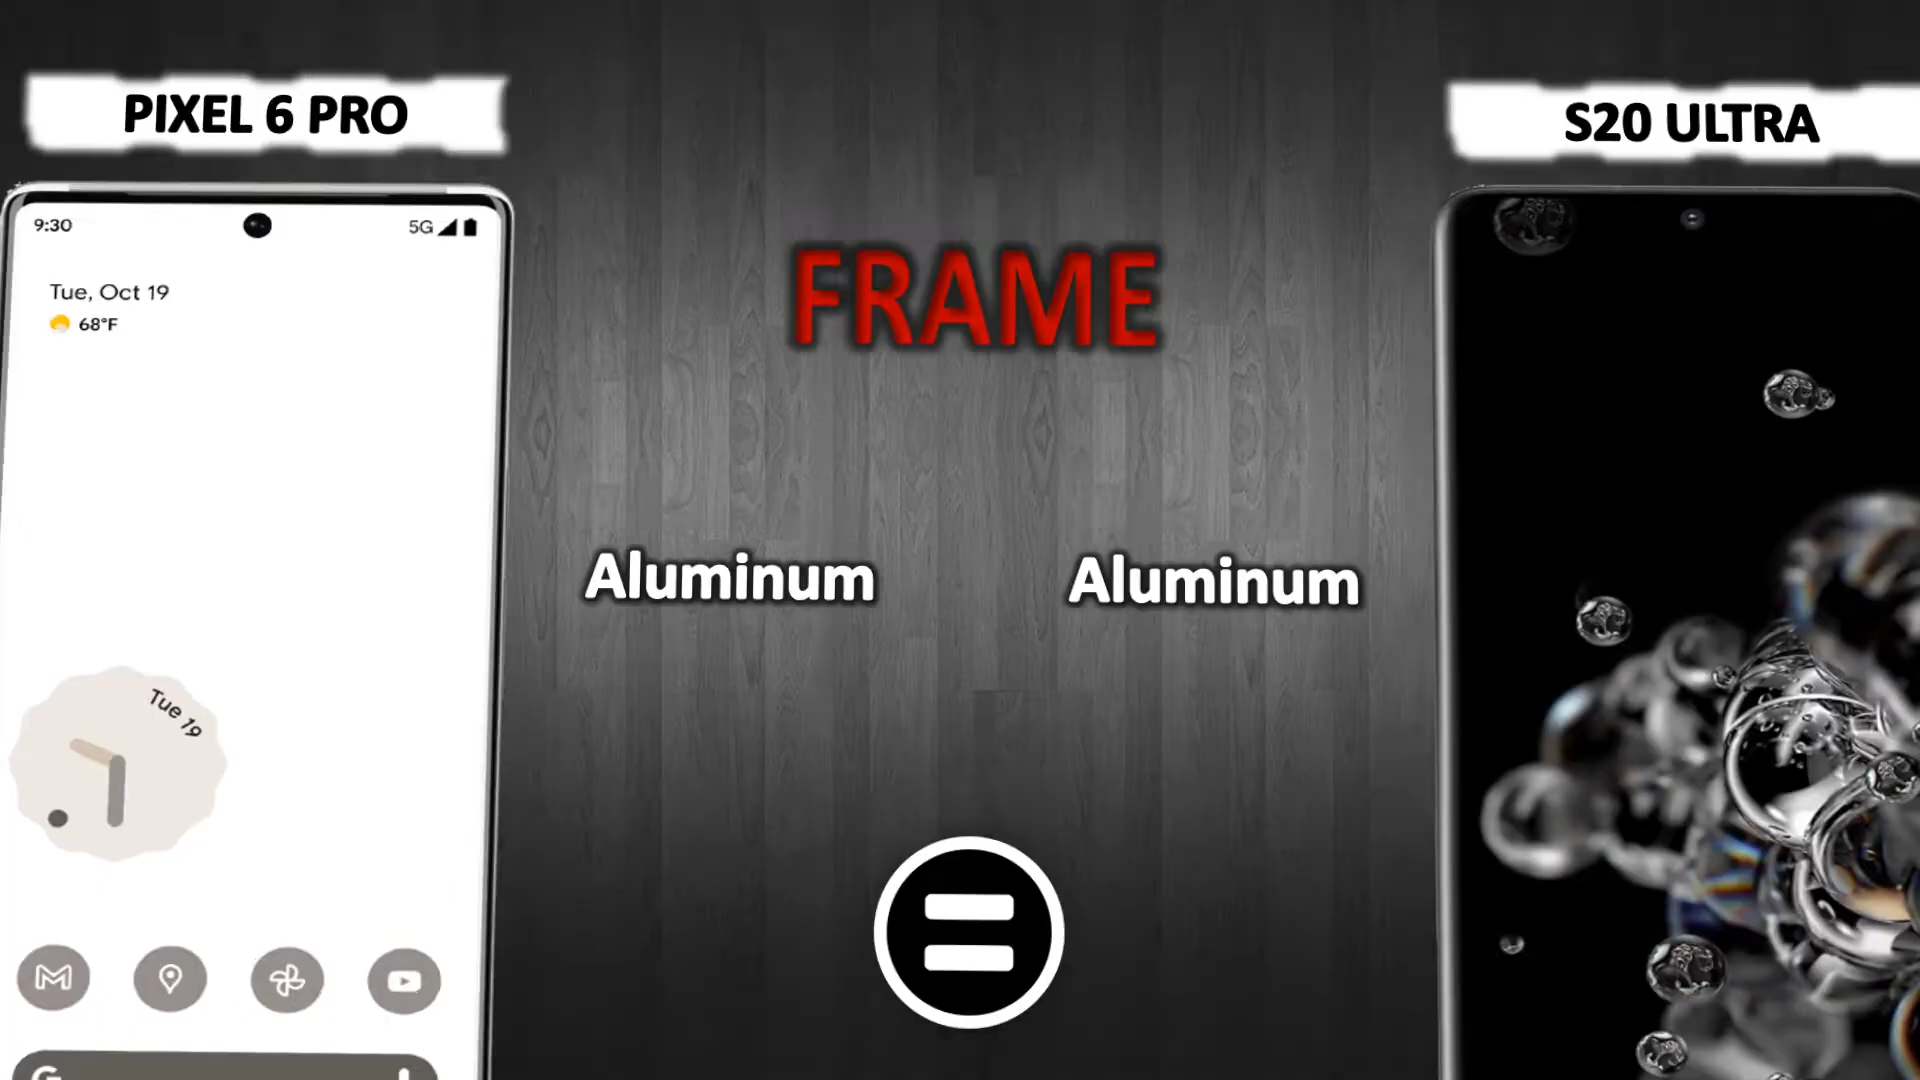 PIXEL 6 PRO
S20 ULTRA
9:30
5G
Tue, Oct 19
68°F
FRAME
Aluminum
Aluminum
Tue 19